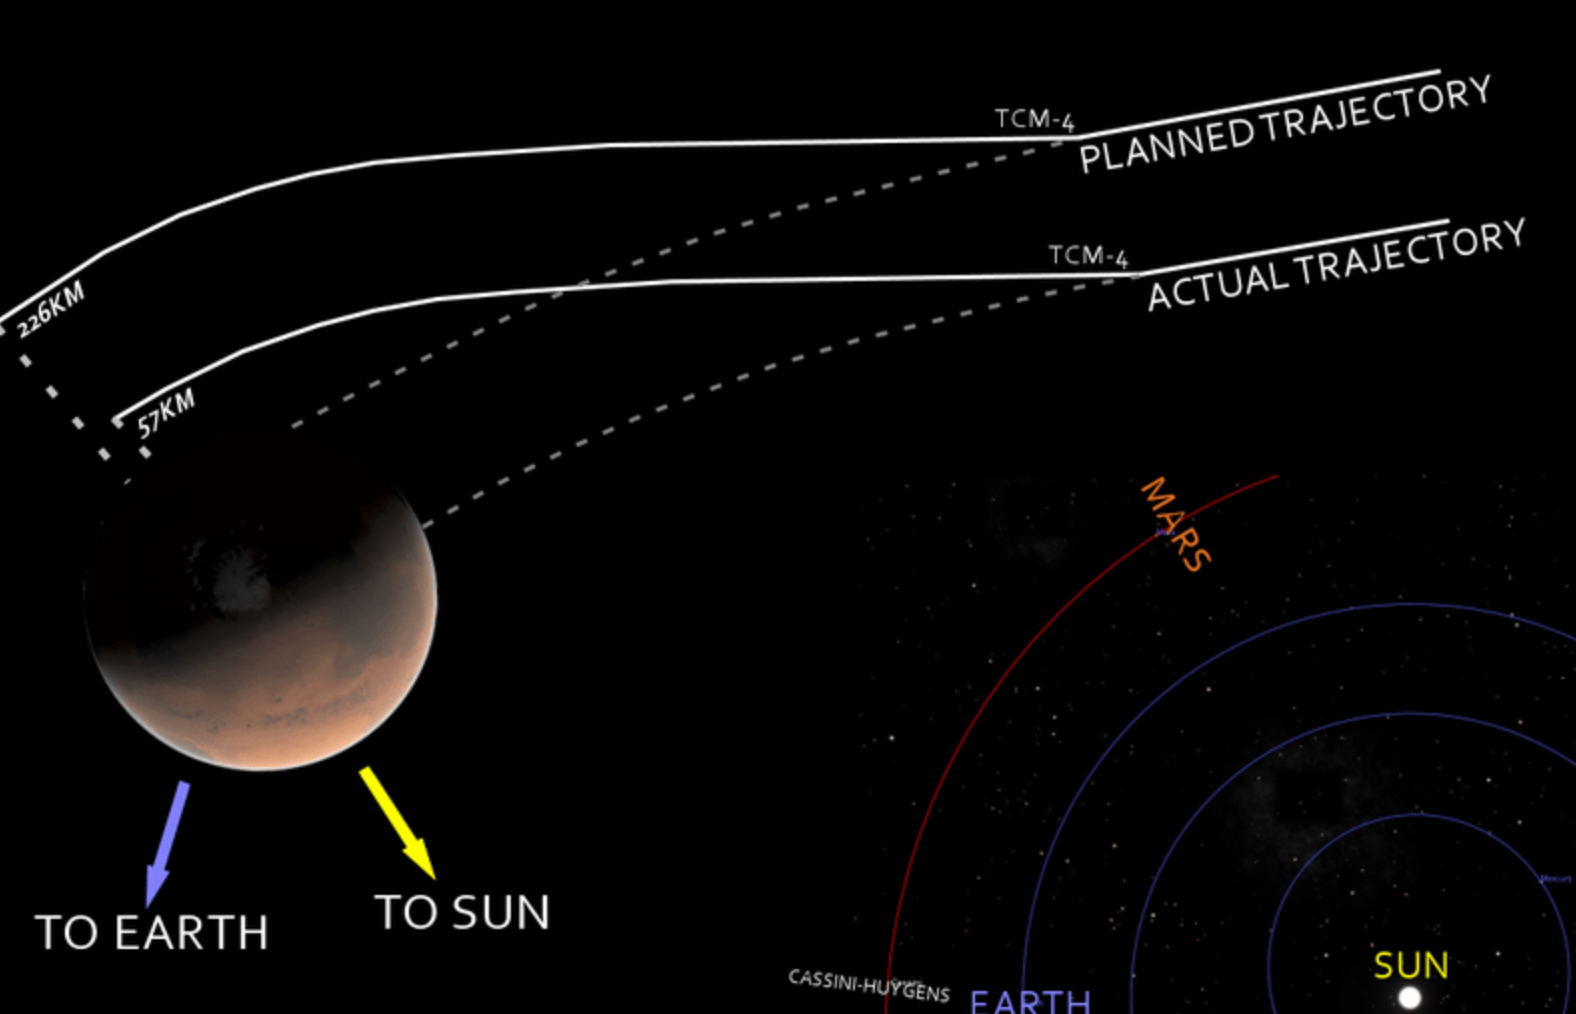 TCM-4
PLANNED TRAJECTORY
TCM-4
ACTUAL TRAJECTORY
226KM
57KM
MARS
Mercury
TO EARTH
TO SUN
SUN
CASSINI-HUYGENS
EARTH